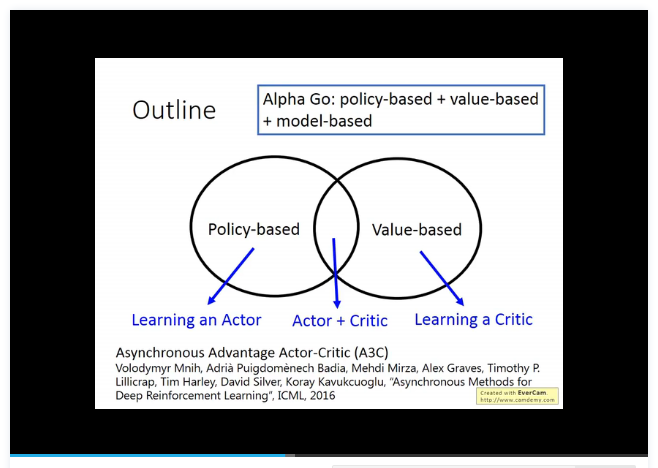 Outline
Alpha Go: policy-based + value-based
+ model-based
Policy-based
Value-based
Learning an Actor
Actor + Critic
Learning a Critic
Asynchronous Advantage Actor-Critic (A3C)
Volodymyr Mnih, Adrià Puigdomènech Badia, Mehdi Mirza, Alex Graves, Timothy P.
Lillicrap, Tim Harley, David Silver, Koray Kavukcuoglu, "Asynchronous Methods for
Deep Reinforcement Learning", ICML, 2016
Created with EverCam.
http://www.camdemy.com